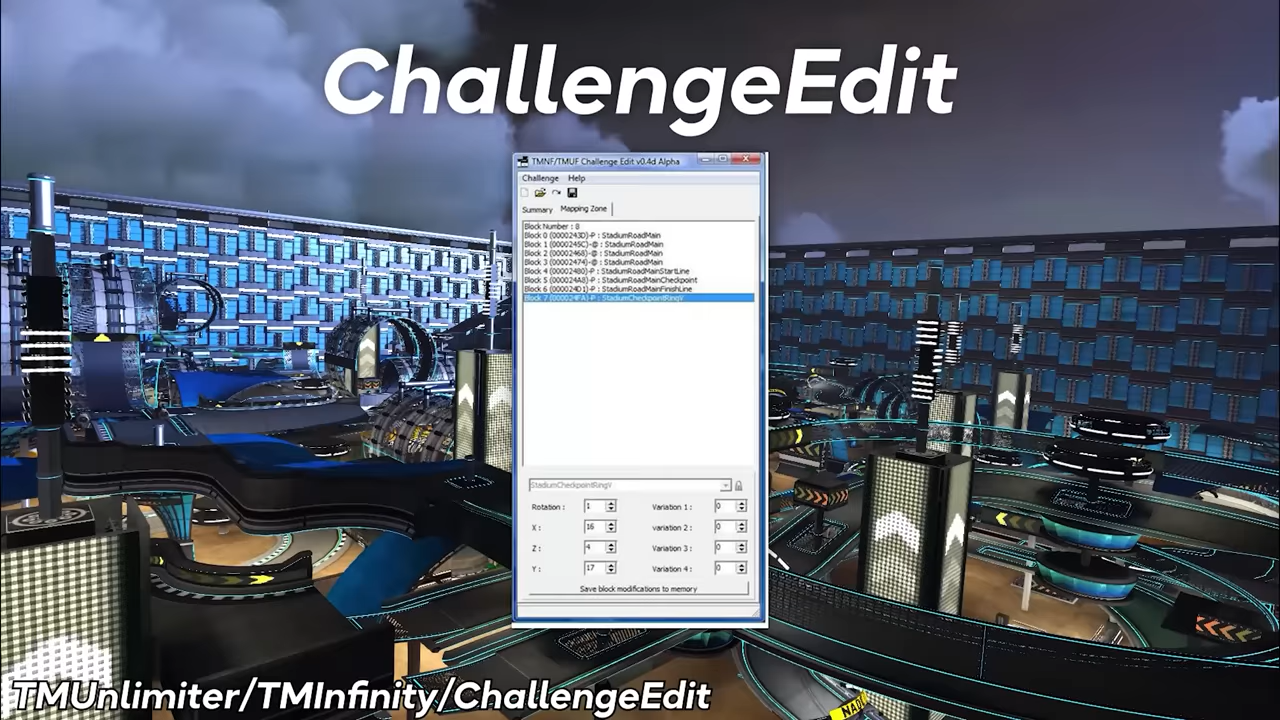 ChallengeEdit
TMNF/TMUF Challenge Edit v0.4d Alpha
Challenge Help
Summary Mapping Zone
Block Number : 8
Block 0 (0000243D)-P : StadiumRoadMain
Block 1 (0000245C)-@ : StadiumRoadMain
Block 2 (00002468)-@ : StadiumRoadMain
Block 3 (00002474)-@ : StadiumRoadMain
Block 4 (00002480)-P : StadiumRoadMainStartLine
Block 5 (000024A8)-P : StadiumRoadMainCheckpoint
Block 6 (000024D1)-P : StadiumRoadMainFinishLine
Block 7 (000024FA)-P : StadiumCheckpointRingV
StadiumCheckpointRingV
Rotation : 1 Variation 1 : 0
X : 16 variation 2 : 0
Z : 4 Variation 3 : 0
Y : 17 Variation 4 : 0
Save block modifications to memory
TMUnlimiter/TMInfinity/ChallengeEdit